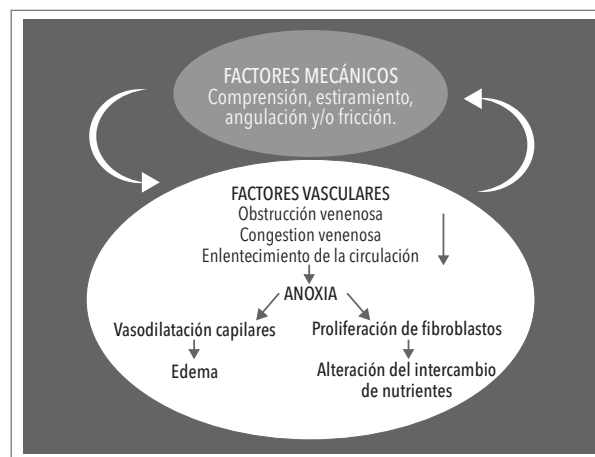 FACTORES MECÁNICOS
Comprensión, estiramiento,
angulación y/o fricción.
FACTORES VASCULARES
Obstrucción venenosa
Congestion venenosa
Enlentecimiento de la circulación
ANOXIA
Vasodilatación capilares
Proliferación de fibroblastos
Edema
Alteración del intercambio
de nutrientes